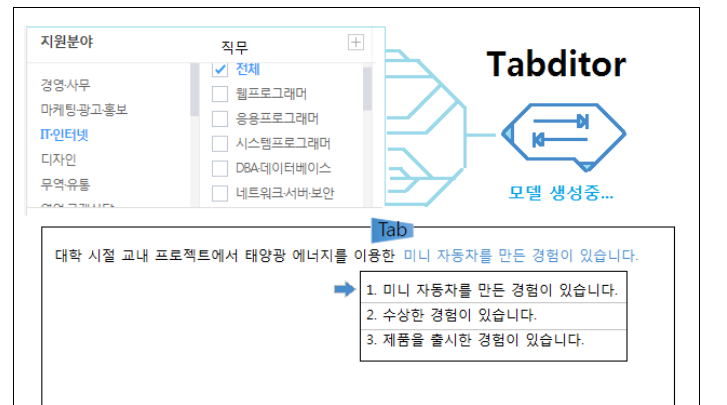 지원분야
직무
Tabditor
경영·사무
마케팅·광고·홍보
IT·인터넷
디자인
무역·유통
전체
웹프로그래머
응용프로그래머
시스템프로그래머
DBA·데이터베이스
네트워크·서버·보안
모델 생성중...
Tab
대학 시절 교내 프로젝트에서 태양광 에너지를 이용한 미니 자동차를 만든 경험이 있습니다.
1. 미니 자동차를 만든 경험이 있습니다.
2. 수상한 경험이 있습니다.
3. 제품을 출시한 경험이 있습니다.